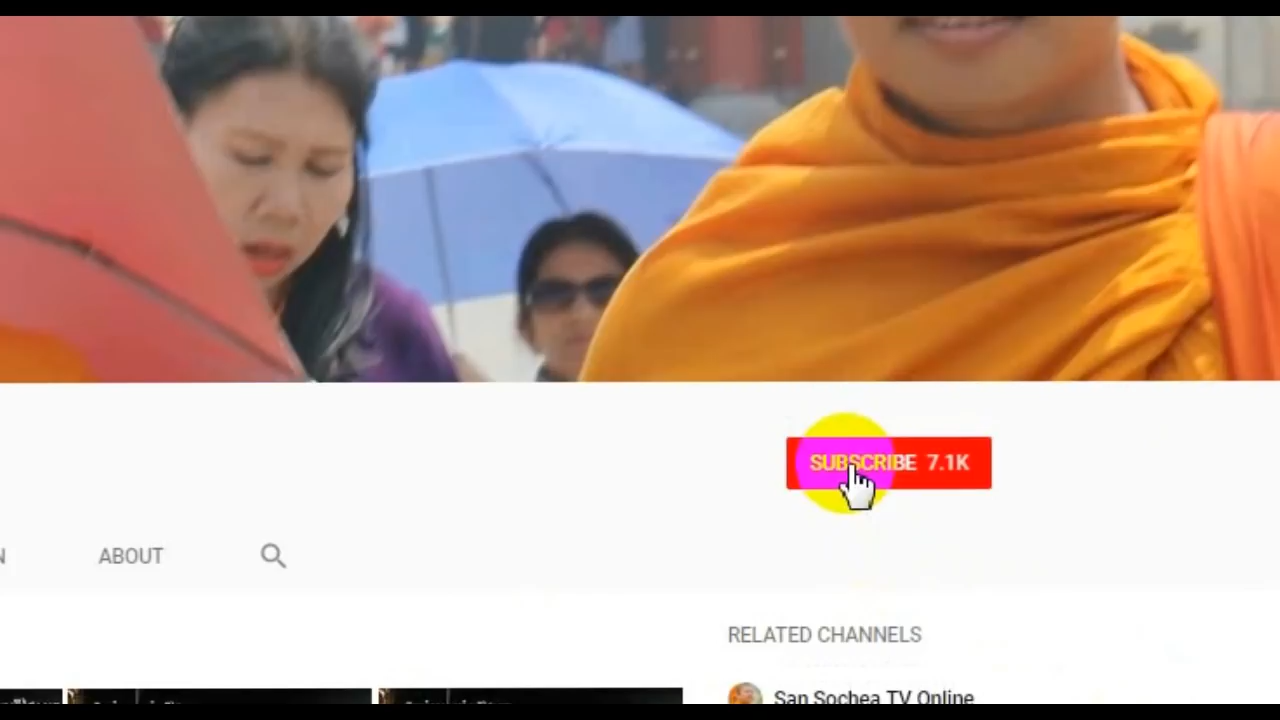 SUBSCRIBE 7.1K
ABOUT
RELATED CHANNELS
San Sochea TV Online